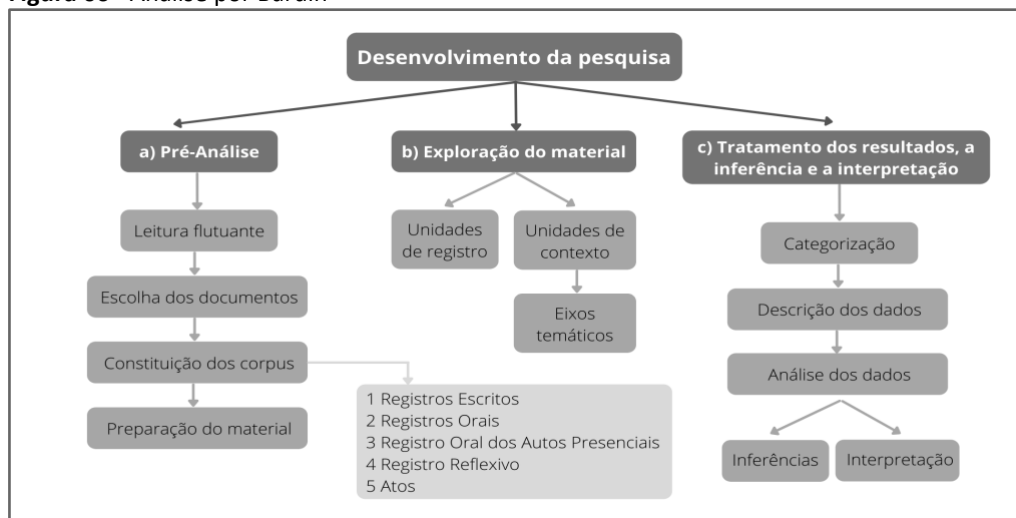 Desenvolvimento da pesquisa
a) Pré-Análise
Leitura flutuante
Escolha dos documentos
Constituição dos corpus
Preparação do material
1 Registros Escritos
2 Registros Orais
3 Registro Oral dos Autos Presenciais
4 Registro Reflexivo
5 Atos
b) Exploração do material
Unidades
de registro
Unidades de
contexto
Eixos
temáticos
c) Tratamento dos resultados, a
inferência e a interpretação
Categorização
Descrição dos dados
Análise dos dados
Inferências
Interpretação